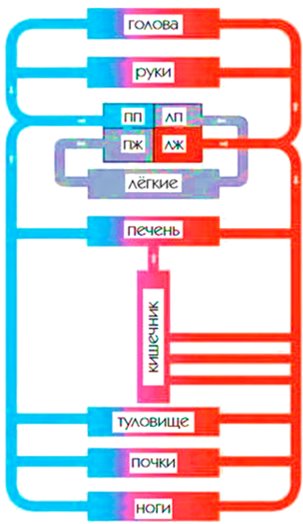 голова
руки
пп лп
пж лж
лёгкие
печень
кишечник
туловище
почки
ноги